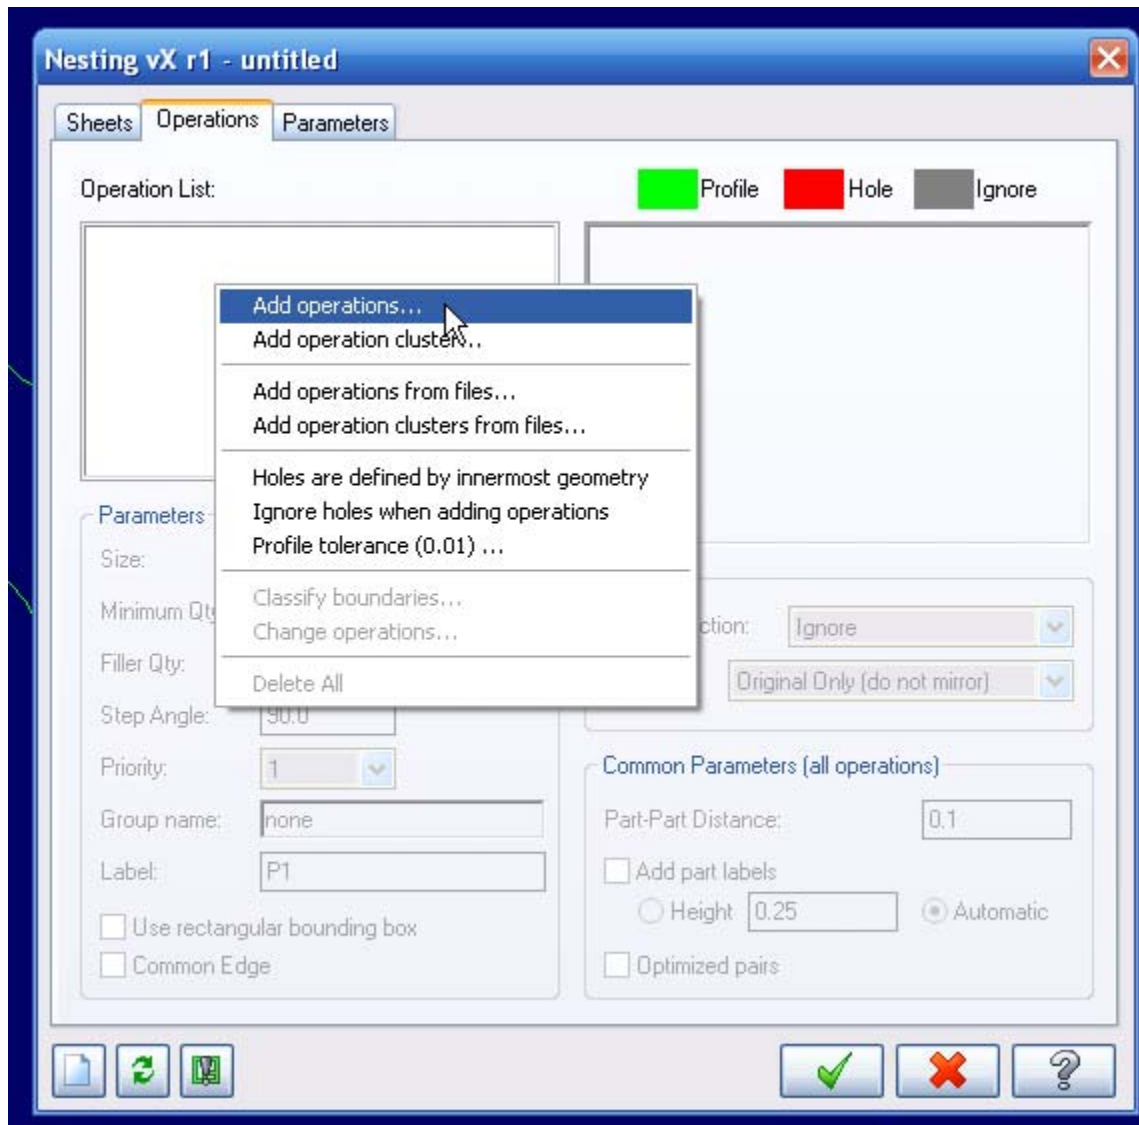 Nesting vX r1 - untitled
Sheets Operations Parameters
Operation List:
Profile Hole Ignore
Add operations...
Add operation cluster...
Add operations from files...
Add operation clusters from files...
Holes are defined by innermost geometry
Ignore holes when adding operations
Profile tolerance (0.01) ...
Classify boundaries...
Change operations...
Delete All
Parameters
Size:
Minimum Qty
Filler Qty:
Step Angle: 90.0
Priority: 1
Group name: none
Label: P1
Use rectangular bounding box
Common Edge
ction: Ignore
Original Only (do not mirror)
Common Parameters (all operations)
Part-Part Distance: 0.1
Add part labels
Height 0.25 Automatic
Optimized pairs